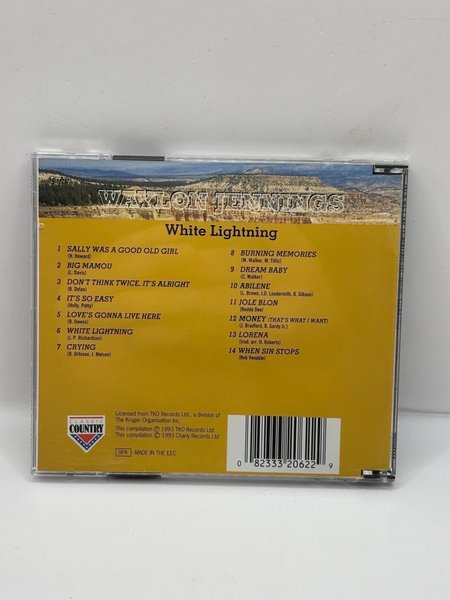 WAYLON JENNINGS
White Lightning
1 SALLY WAS A GOOD OLD GIRL
(H. Howard)
2 BIG MAMOU
(L. Davis)
3 DON'T THINK TWICE, IT'S ALRIGHT
(B. Dylan)
4 IT'S SO EASY
(Holly, Petty)
5 LOVE'S GONNA LIVE HERE
(B. Owens)
6 WHITE LIGHTNING
(J. P. Richardson)
7 CRYING
(R. Orbison, J. Melson)
8 BURNING MEMORIES
(W. Walker, M. Tillis)
9 DREAM BABY
(C. Walker)
10 ABILENE
(L. Brown, J.D. Loudermilk, B. Gibson)
11 JOLE BLON
(Buddy Dee)
12 MONEY (THAT'S WHAT I WANT)
(J. Bradford, B. Gordy Jr.)
13 LORENA
(trad. arr. H. Roberts)
14 WHEN SIN STOPS
(Bob Venable)
CLASSIC
COUNTRY
Licensed from TKO Records Ltd., a division of
The Kruger Organisation Inc.
This compilation ℗ 1993 TKO Records Ltd.
This compilation © 1993 Charly Records Ltd.
SPA MADE IN THE EEC
0 82333 20622 9